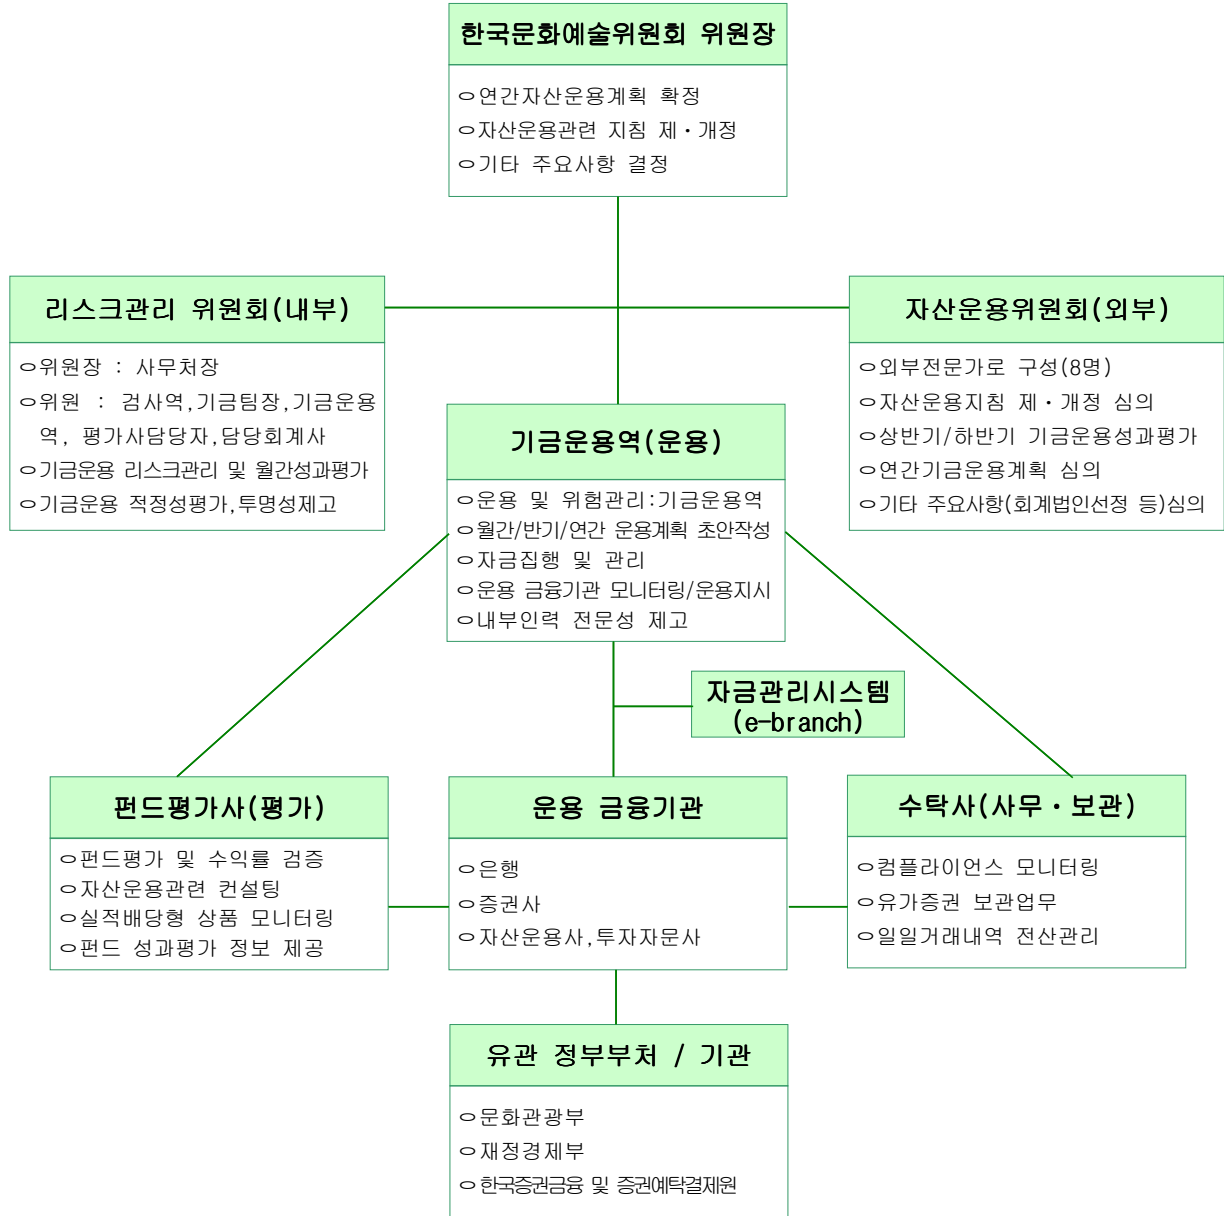 한국문화예술위원회 위원장
ㅇ연간자산운용계획 확정
ㅇ자산운용관련 지침 제・개정
ㅇ기타 주요사항 결정
리스크관리 위원회(내부)
ㅇ위원장 : 사무처장
ㅇ위원 : 검사역,기금팀장,기금운용
역, 평가사담당자,담당회계사
ㅇ기금운용 리스크관리 및 월간성과평가
ㅇ기금운용 적정성평가,투명성제고
자산운용위원회(외부)
ㅇ외부전문가로 구성(8명)
ㅇ자산운용지침 제・개정 심의
ㅇ상반기/하반기 기금운용성과평가
ㅇ연간기금운용계획 심의
ㅇ기타 주요사항(회계법인선정 등)심의
기금운용역(운용)
ㅇ운용 및 위험관리:기금운용역
ㅇ월간/반기/연간 운용계획 초안작성
ㅇ자금집행 및 관리
ㅇ운용 금융기관 모니터링/운용지시
ㅇ내부인력 전문성 제고
자금관리시스템
(e-branch)
펀드평가사(평가)
ㅇ펀드평가 및 수익률 검증
ㅇ자산운용관련 컨설팅
ㅇ실적배당형 상품 모니터링
ㅇ펀드 성과평가 정보 제공
운용 금융기관
ㅇ은행
ㅇ증권사
ㅇ자산운용사,투자자문사
수탁사(사무・보관)
ㅇ컴플라이언스 모니터링
ㅇ유가증권 보관업무
ㅇ일일거래내역 전산관리
유관 정부부처 / 기관
ㅇ문화관광부
ㅇ재정경제부
ㅇ한국증권금융 및 증권예탁결제원